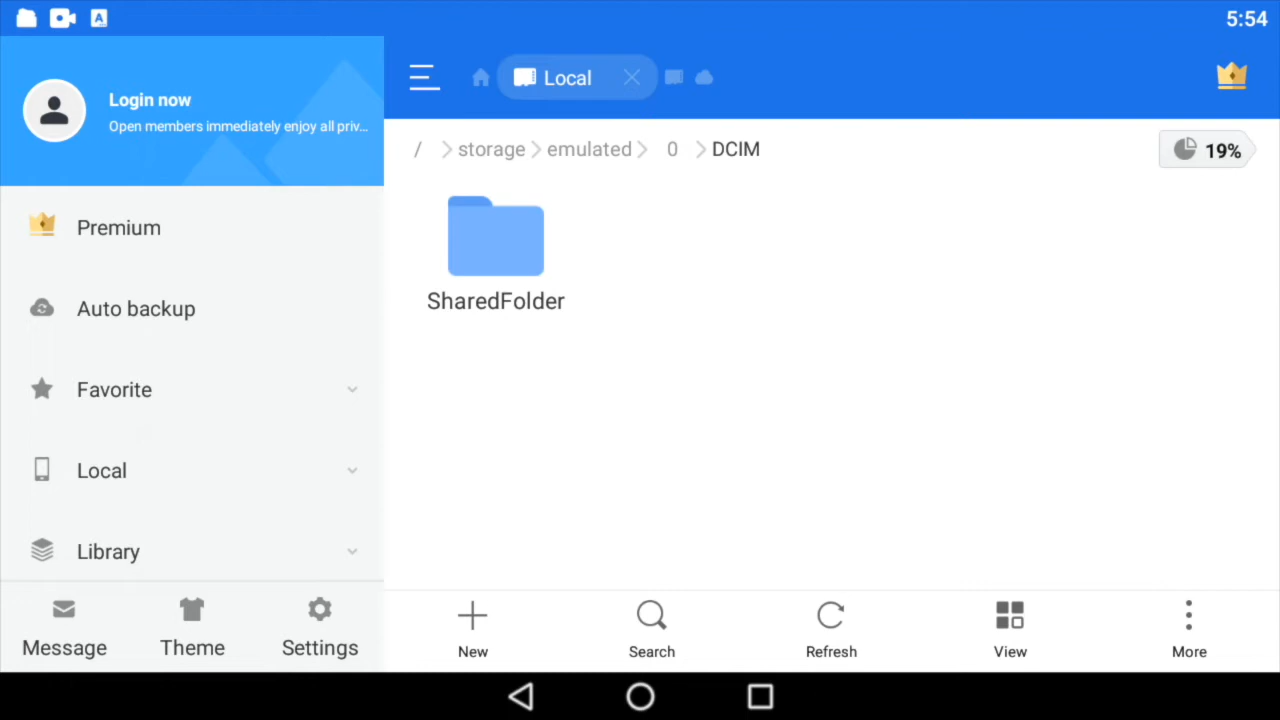 5:54
Login now
Open members immediately enjoy all priv...
Premium
Auto backup
Favorite
Local
Library
Message
Theme
Settings
Local
/ storage emulated 0 DCIM
19%
SharedFolder
New
Search
Refresh
View
More